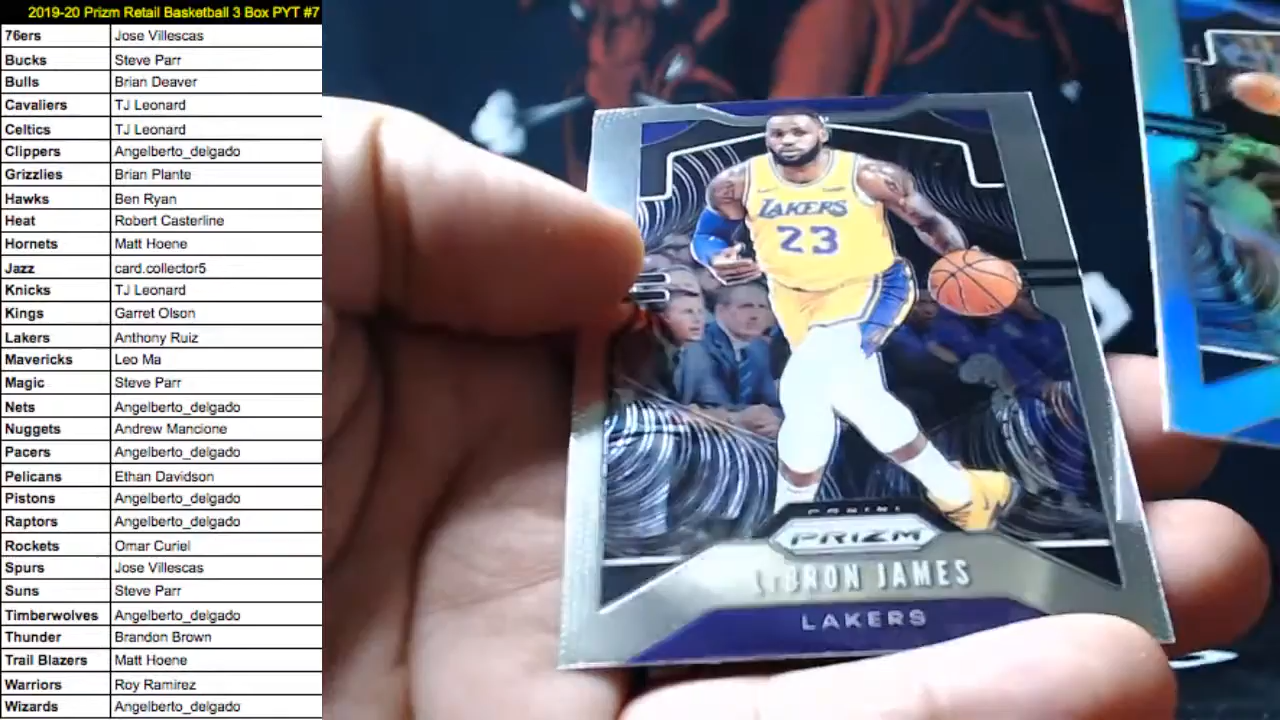 2019-20 Prizm Retail Basketball 3 Box PYT #7
76ers Jose Villescas
Bucks Steve Parr
Bulls Brian Deaver
Cavaliers TJ Leonard
Celtics TJ Leonard
Clippers Angelberto_delgado
Grizzlies Brian Plante
Hawks Ben Ryan
Heat Robert Casterline
Hornets Matt Hoene
Jazz card.collector5
Knicks TJ Leonard
Kings Garret Olson
Lakers Anthony Ruiz
Mavericks Leo Ma
Magic Steve Parr
Nets Angelberto_delgado
Nuggets Andrew Mancione
Pacers Angelberto_delgado
Pelicans Ethan Davidson
Pistons Angelberto_delgado
Raptors Angelberto_delgado
Rockets Omar Curiel
Spurs Jose Villescas
Suns Steve Parr
Timberwolves Angelberto_delgado
Thunder Brandon Brown
Trail Blazers Matt Hoene
Warriors Roy Ramirez
Wizards Angelberto_delgado
LAKERS
23
PANINI
PRIZM
LeBRON JAMES
LAKERS